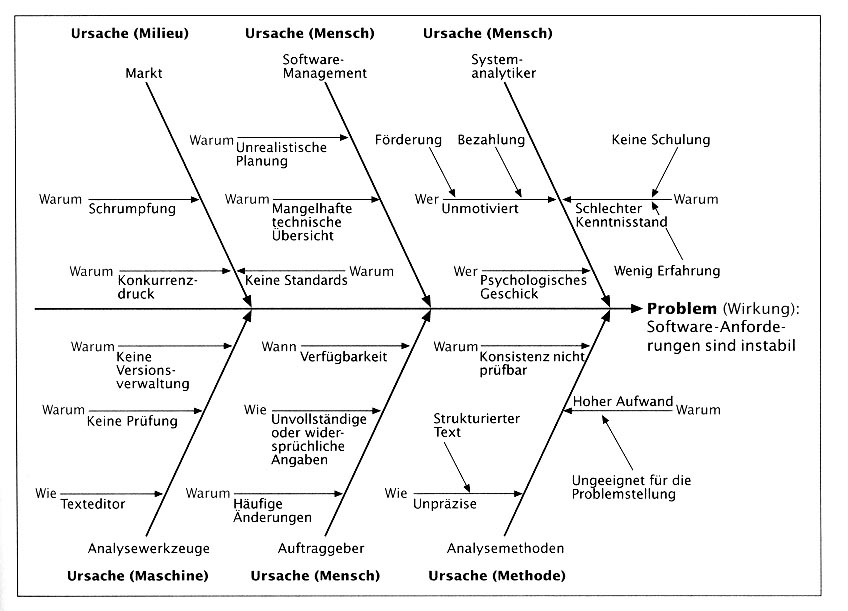 Ursache (Milieu)
Ursache (Mensch)
Ursache (Mensch)
Markt
Software-
Management
System-
analytiker
Warum
Unrealistische
Planung
Förderung
Bezahlung
Keine Schulung
Warum
Schrumpfung
Warum
Mangelhafte
technische
Übersicht
Wer
Unmotiviert
Schlechter
Kenntnisstand
Warum
Warum
Konkurrenz-
druck
Keine Standards
Warum
Wer
Psychologisches
Geschick
Wenig Erfahrung
Problem (Wirkung):
Software-Anforde-
rungen sind instabil
Warum
Keine
Versions-
verwaltung
Wann
Verfügbarkeit
Warum
Konsistenz nicht
prüfbar
Warum
Keine Prüfung
Wie
Unvollständige
oder wider-
sprüchliche
Angaben
Strukturierter
Text
Hoher Aufwand
Warum
Ungeeignet für die
Problemstellung
Wie
Texteditor
Warum
Häufige
Änderungen
Wie
Unpräzise
Analysewerkzeuge
Auftraggeber
Analysemethoden
Ursache (Maschine)
Ursache (Mensch)
Ursache (Methode)